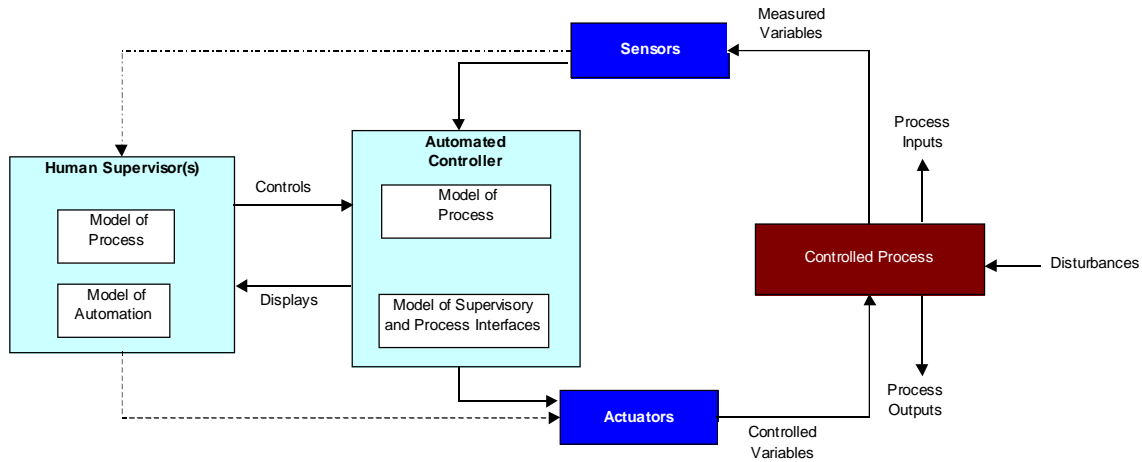 Measured
Variables
Sensors
Process
Inputs
Automated
Controller
Human Supervisor(s)
Controls
Model of
Process
Model of
Process
Controlled Process
Disturbances
Displays
Model of
Automation
Model of Supervisory
and Process Interfaces
Process
Outputs
Actuators
Controlled
Variables